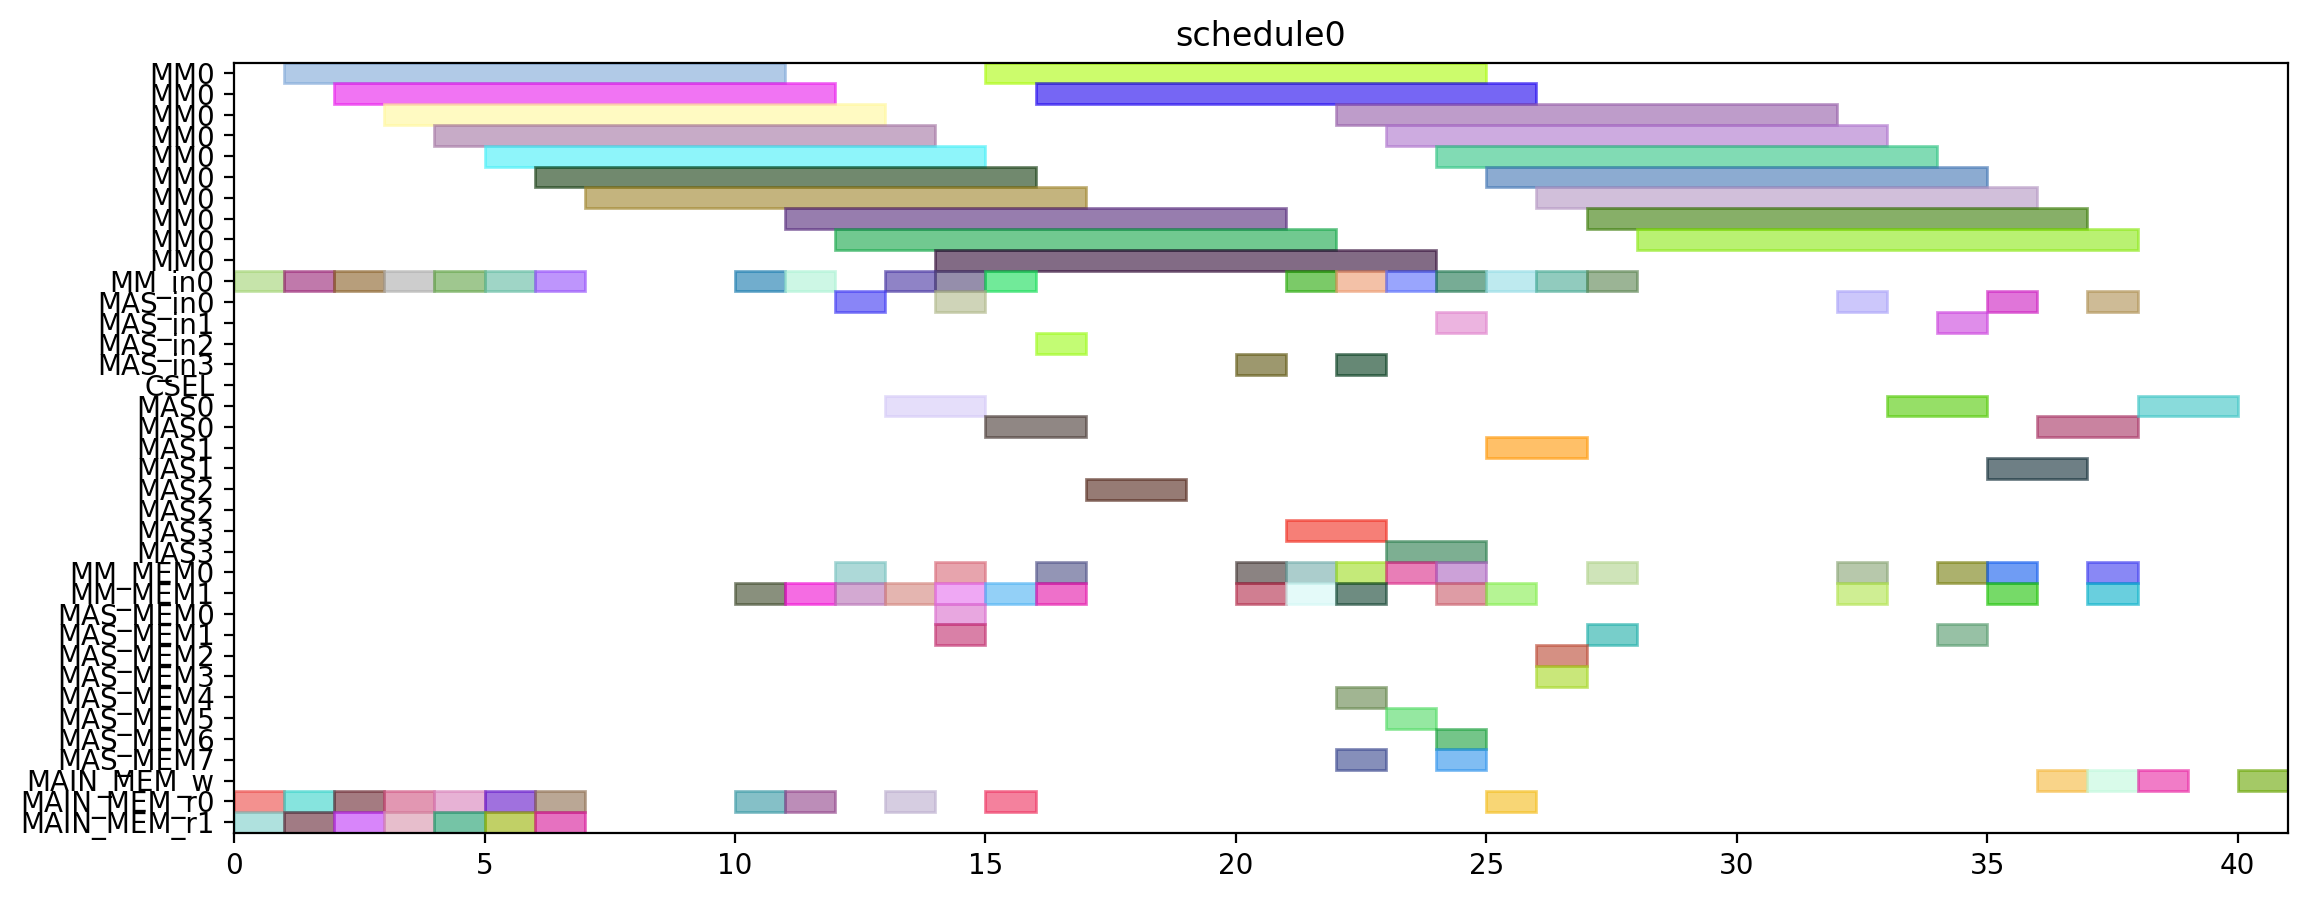 schedule0
MM0
MM0
MM0
MM0
MM0
MM0
MM0
MM0
MM0
MM0
MM_in0
MAS_in0
MAS_in1
MAS_in2
MAS_in3
CSEL
MAS0
MAS0
MAS1
MAS1
MAS2
MAS2
MAS3
MAS3
MM_MEM0
MM_MEM1
MAS_MEM0
MAS_MEM1
MAS_MEM2
MAS_MEM3
MAS_MEM4
MAS_MEM5
MAS_MEM6
MAS_MEM7
MAIN_MEM_w
MAIN_MEM_r0
MAIN_MEM_r1
0 5 10 15 20 25 30 35 40